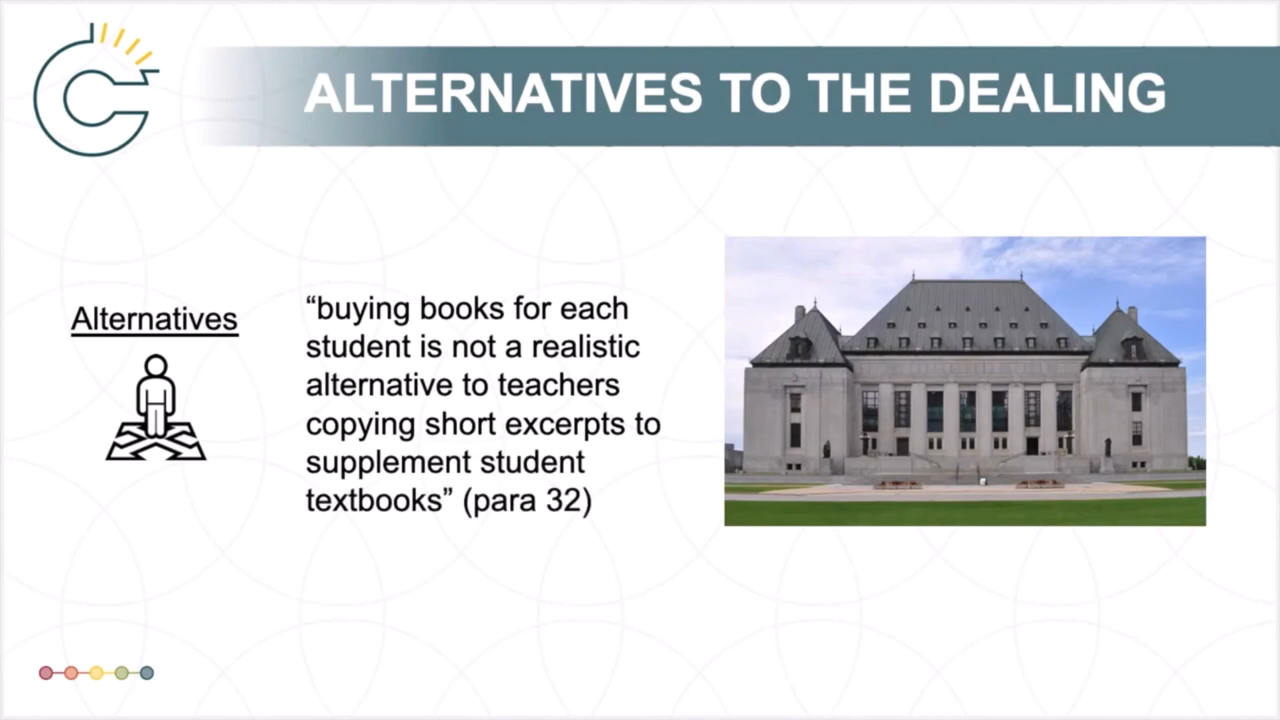 ALTERNATIVES TO THE DEALING
Alternatives
“buying books for each
student is not a realistic
alternative to teachers
copying short excerpts to
supplement student
textbooks” (para 32)